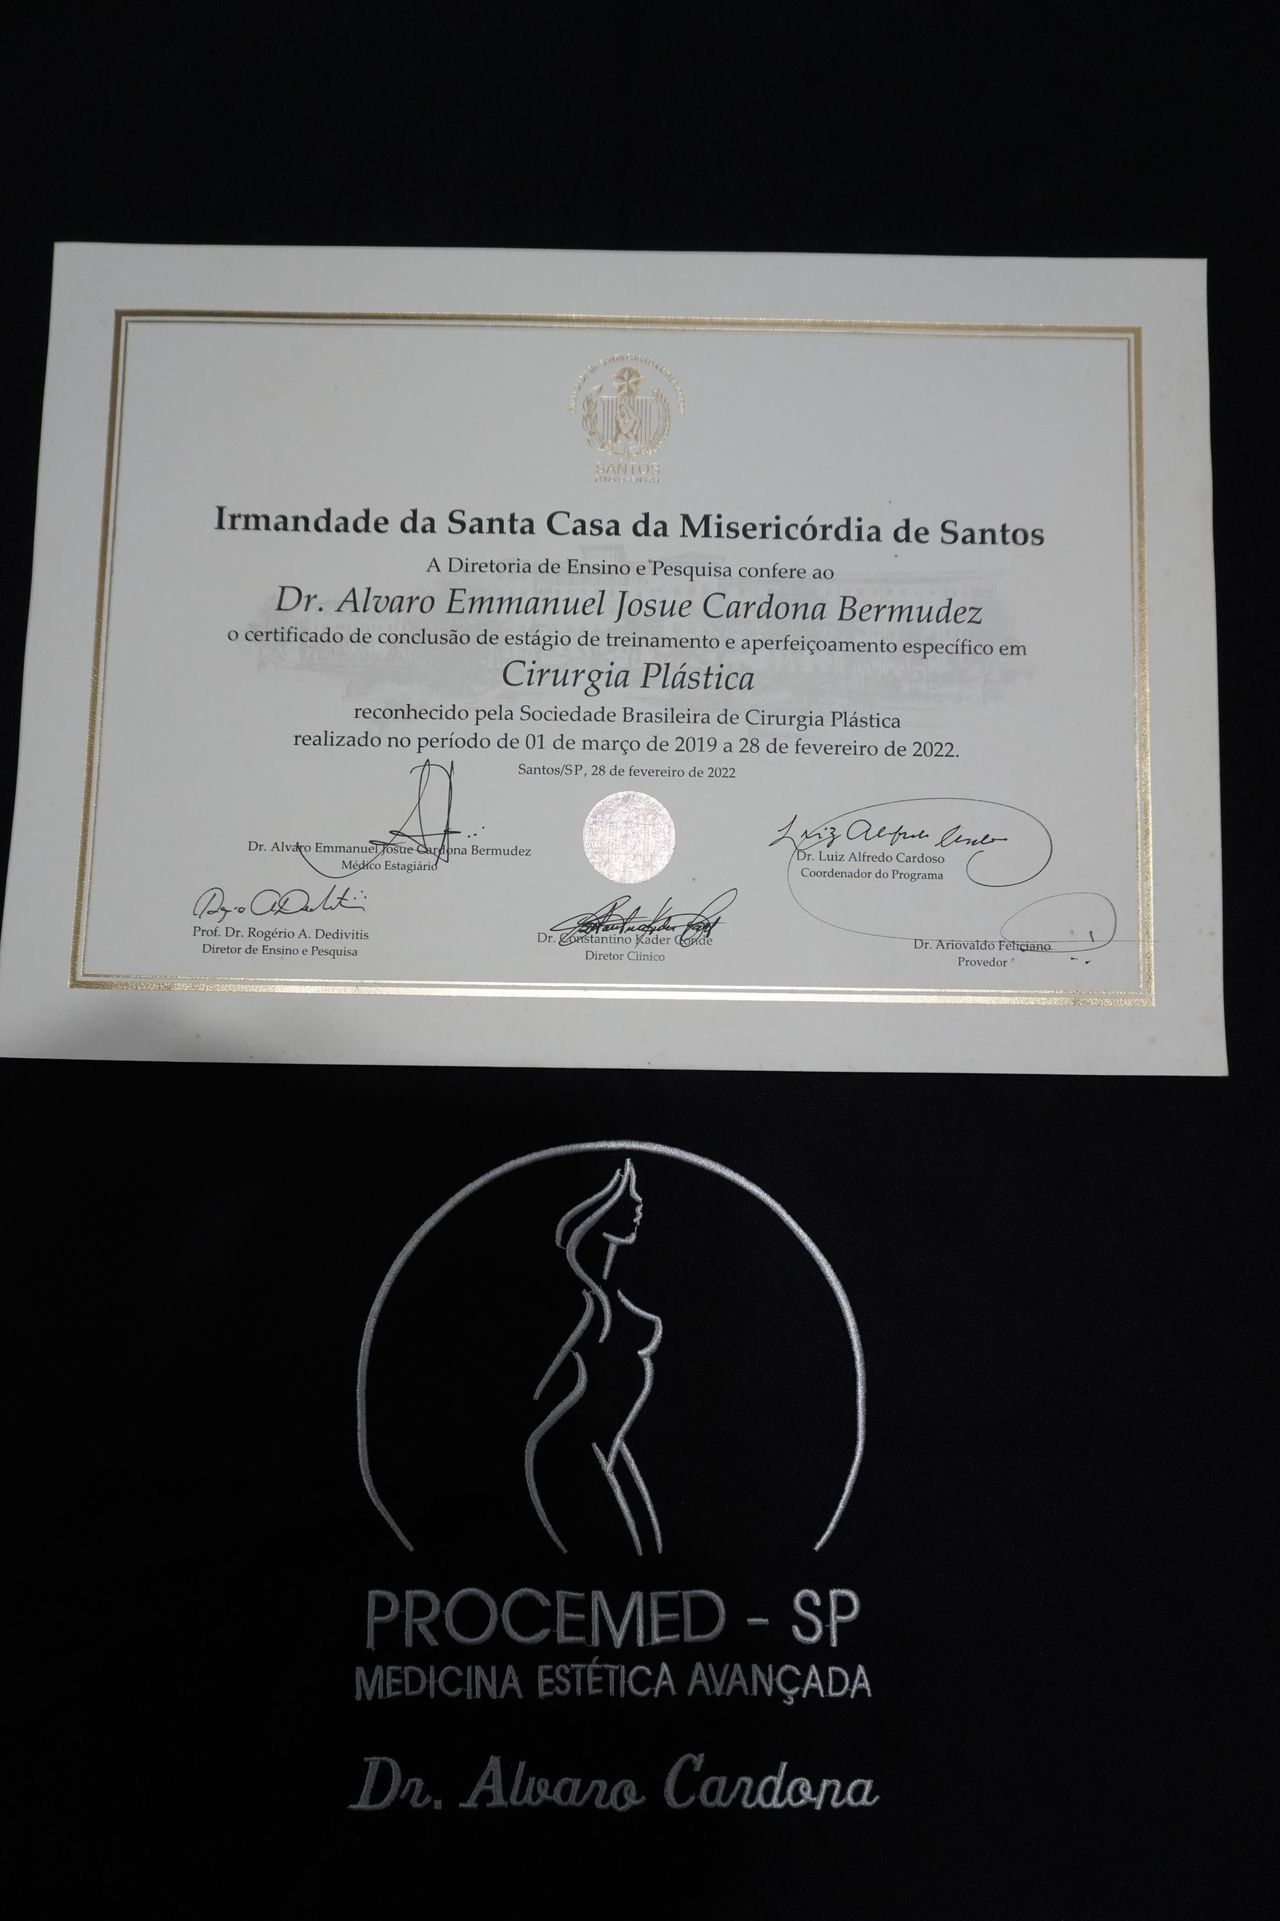 SANTOS
Irmandade da Santa Casa da Misericórdia de Santos
A Diretoria de Ensino e Pesquisa confere ao
Dr. Alvaro Emmanuel Josue Cardona Bermudez
o certificado de conclusão de estágio de treinamento e aperfeiçoamento específico em
Cirurgia Plástica
reconhecido pela Sociedade Brasileira de Cirurgia Plástica
realizado no período de 01 de março de 2019 a 28 de fevereiro de 2022.
Santos/SP, 28 de fevereiro de 2022
Dr. Alvaro Emmanuel Josue Cardona Bermudez
Médico Estagiário
Luiz Alfredo Cardoso
Dr. Luiz Alfredo Cardoso
Coordenador do Programa
Prof. Dr. Rogério A. Dedivitis
Diretor de Ensino e Pesquisa
Dr. Constantino Kader Conde
Diretor Clínico
Dr. Ariovaldo Feliciano
Provedor
PROCEMED - SP
MEDICINA ESTÉTICA AVANÇADA
Dr. Alvaro Cardona